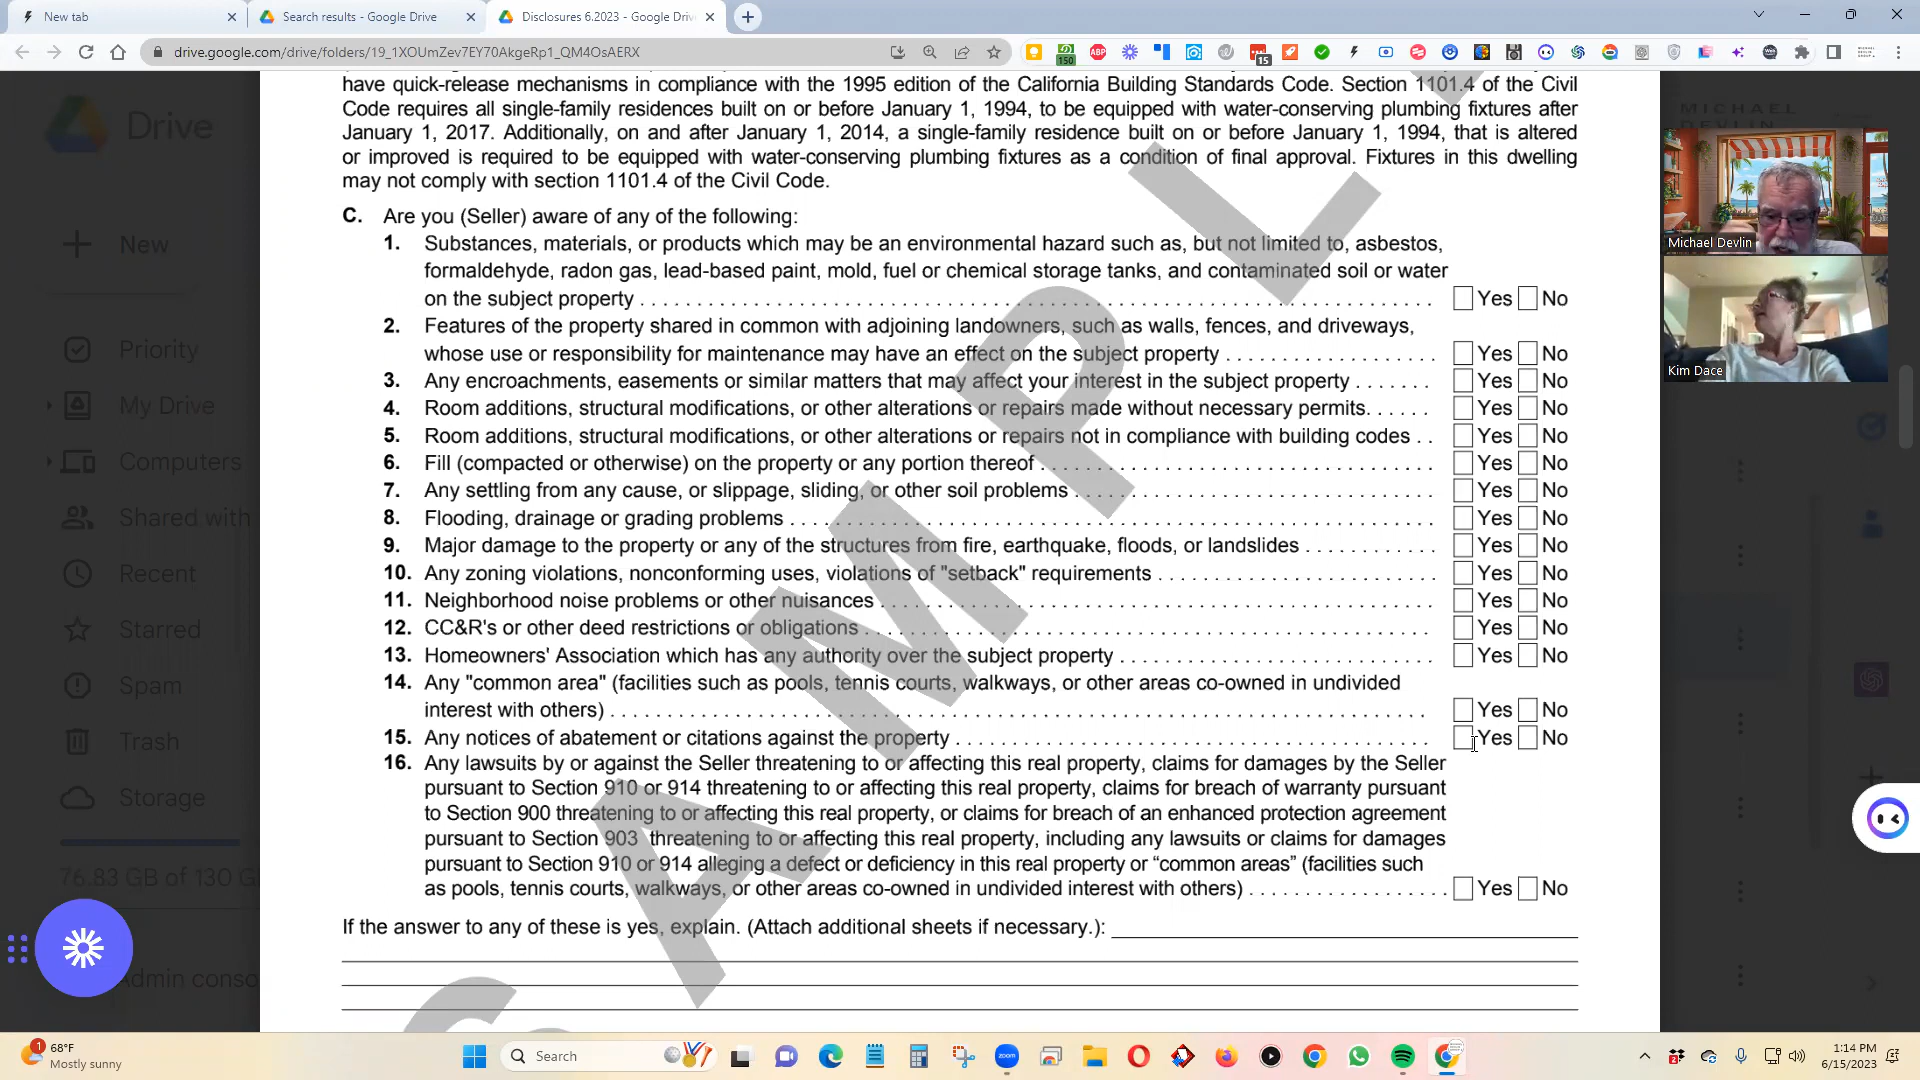 New tab
Search results - Google Drive
Disclosures 6.2023 - Google Driv
drive.google.com/drive/folders/19_1XOUmZev7EY70AkgeRp1_QM4OsAERX
150
ABP
15
Drive
New
Priority
My Drive
Computers
Shared with
Recent
Starred
Spam
Trash
Storage
76.83 GB of 130 G
Admin conso
MICHAEL
DEVLIN
Michael Devlin
Kim Dace
have quick-release mechanisms in compliance with the 1995 edition of the California Building Standards Code. Section 1101.4 of the Civil
Code requires all single-family residences built on or before January 1, 1994, to be equipped with water-conserving plumbing fixtures after
January 1, 2017. Additionally, on and after January 1, 2014, a single-family residence built on or before January 1, 1994, that is altered
or improved is required to be equipped with water-conserving plumbing fixtures as a condition of final approval. Fixtures in this dwelling
may not comply with section 1101.4 of the Civil Code.
C. Are you (Seller) aware of any of the following:
1. Substances, materials, or products which may be an environmental hazard such as, but not limited to, asbestos,
formaldehyde, radon gas, lead-based paint, mold, fuel or chemical storage tanks, and contaminated soil or water
on the subject property Yes No
2. Features of the property shared in common with adjoining landowners, such as walls, fences, and driveways,
whose use or responsibility for maintenance may have an effect on the subject property Yes No
3. Any encroachments, easements or similar matters that may affect your interest in the subject property Yes No
4. Room additions, structural modifications, or other alterations or repairs made without necessary permits. Yes No
5. Room additions, structural modifications, or other alterations or repairs not in compliance with building codes Yes No
6. Fill (compacted or otherwise) on the property or any portion thereof Yes No
7. Any settling from any cause, or slippage, sliding, or other soil problems Yes No
8. Flooding, drainage or grading problems Yes No
9. Major damage to the property or any of the structures from fire, earthquake, floods, or landslides Yes No
10. Any zoning violations, nonconforming uses, violations of "setback" requirements Yes No
11. Neighborhood noise problems or other nuisances Yes No
12. CC&R's or other deed restrictions or obligations Yes No
13. Homeowners' Association which has any authority over the subject property Yes No
14. Any "common area" (facilities such as pools, tennis courts, walkways, or other areas co-owned in undivided
interest with others) Yes No
15. Any notices of abatement or citations against the property Yes No
16. Any lawsuits by or against the Seller threatening to or affecting this real property, claims for damages by the Seller
pursuant to Section 910 or 914 threatening to or affecting this real property, claims for breach of warranty pursuant
to Section 900 threatening to or affecting this real property, or claims for breach of an enhanced protection agreement
pursuant to Section 903 threatening to or affecting this real property, including any lawsuits or claims for damages
pursuant to Section 910 or 914 alleging a defect or deficiency in this real property or “common areas” (facilities such
as pools, tennis courts, walkways, or other areas co-owned in undivided interest with others) Yes No
If the answer to any of these is yes, explain. (Attach additional sheets if necessary.):
SAMPL
1
68°F
Mostly sunny
Search
zoom
1:14 PM
6/15/2023